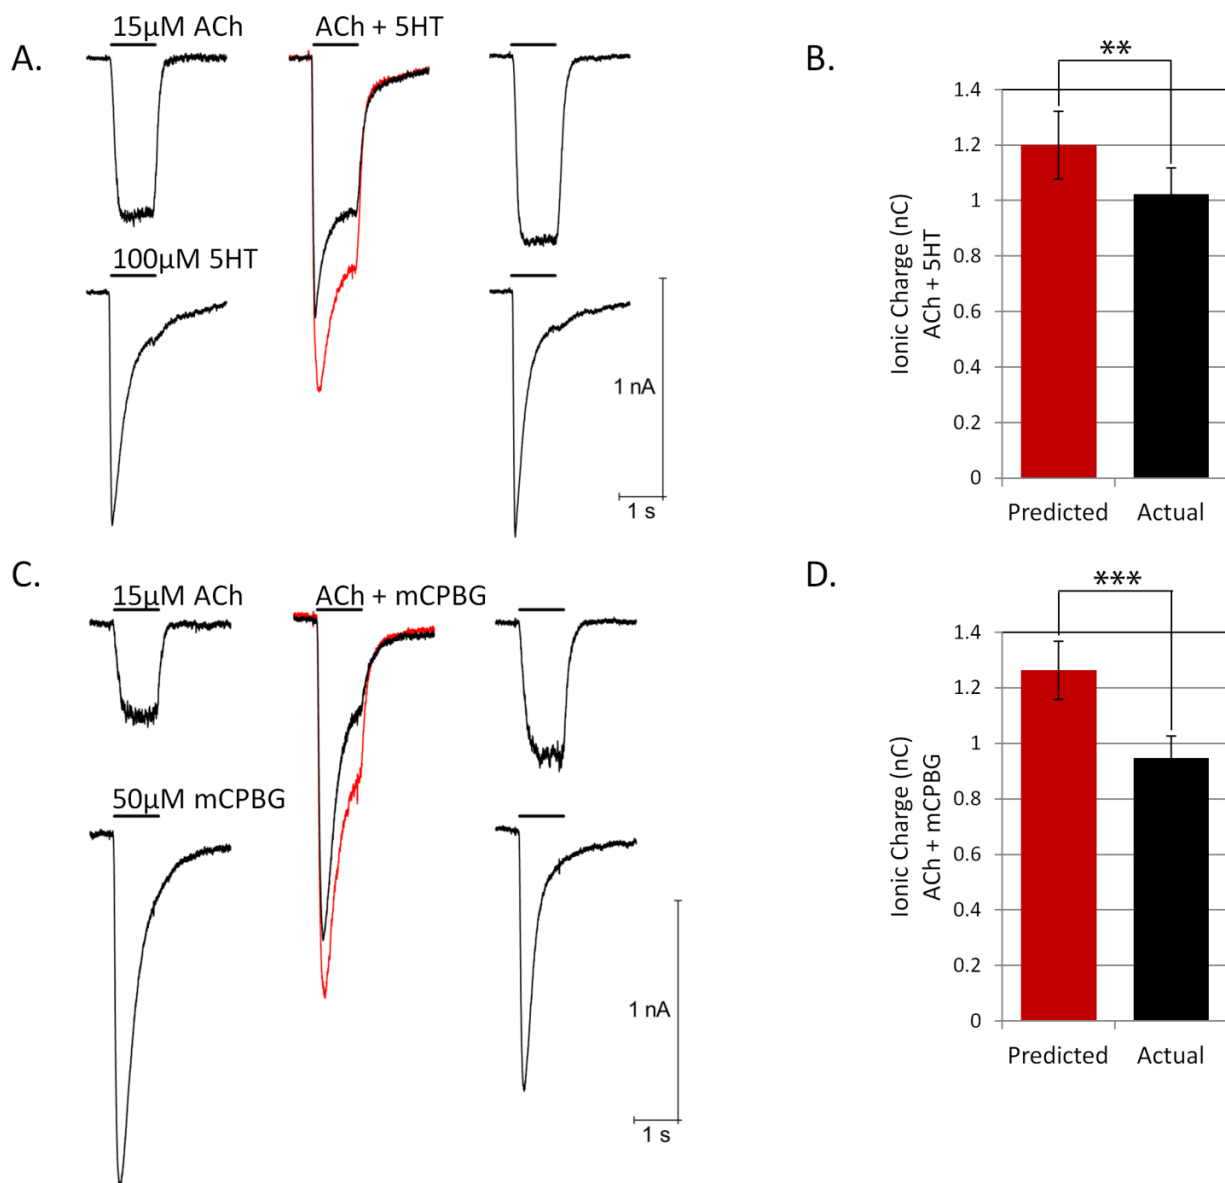 A.
15µM ACh
ACh + 5HT
100µM 5HT
1 nA
1 s
B.
**
Ionic Charge (nC)
ACh + 5HT
1.4
1.2
1
0.8
0.6
0.4
0.2
0
Predicted
Actual
C.
15µM ACh
ACh + mCPBG
50µM mCPBG
1 nA
1 s
D.
***
Ionic Charge (nC)
ACh + mCPBG
1.4
1.2
1
0.8
0.6
0.4
0.2
0
Predicted
Actual